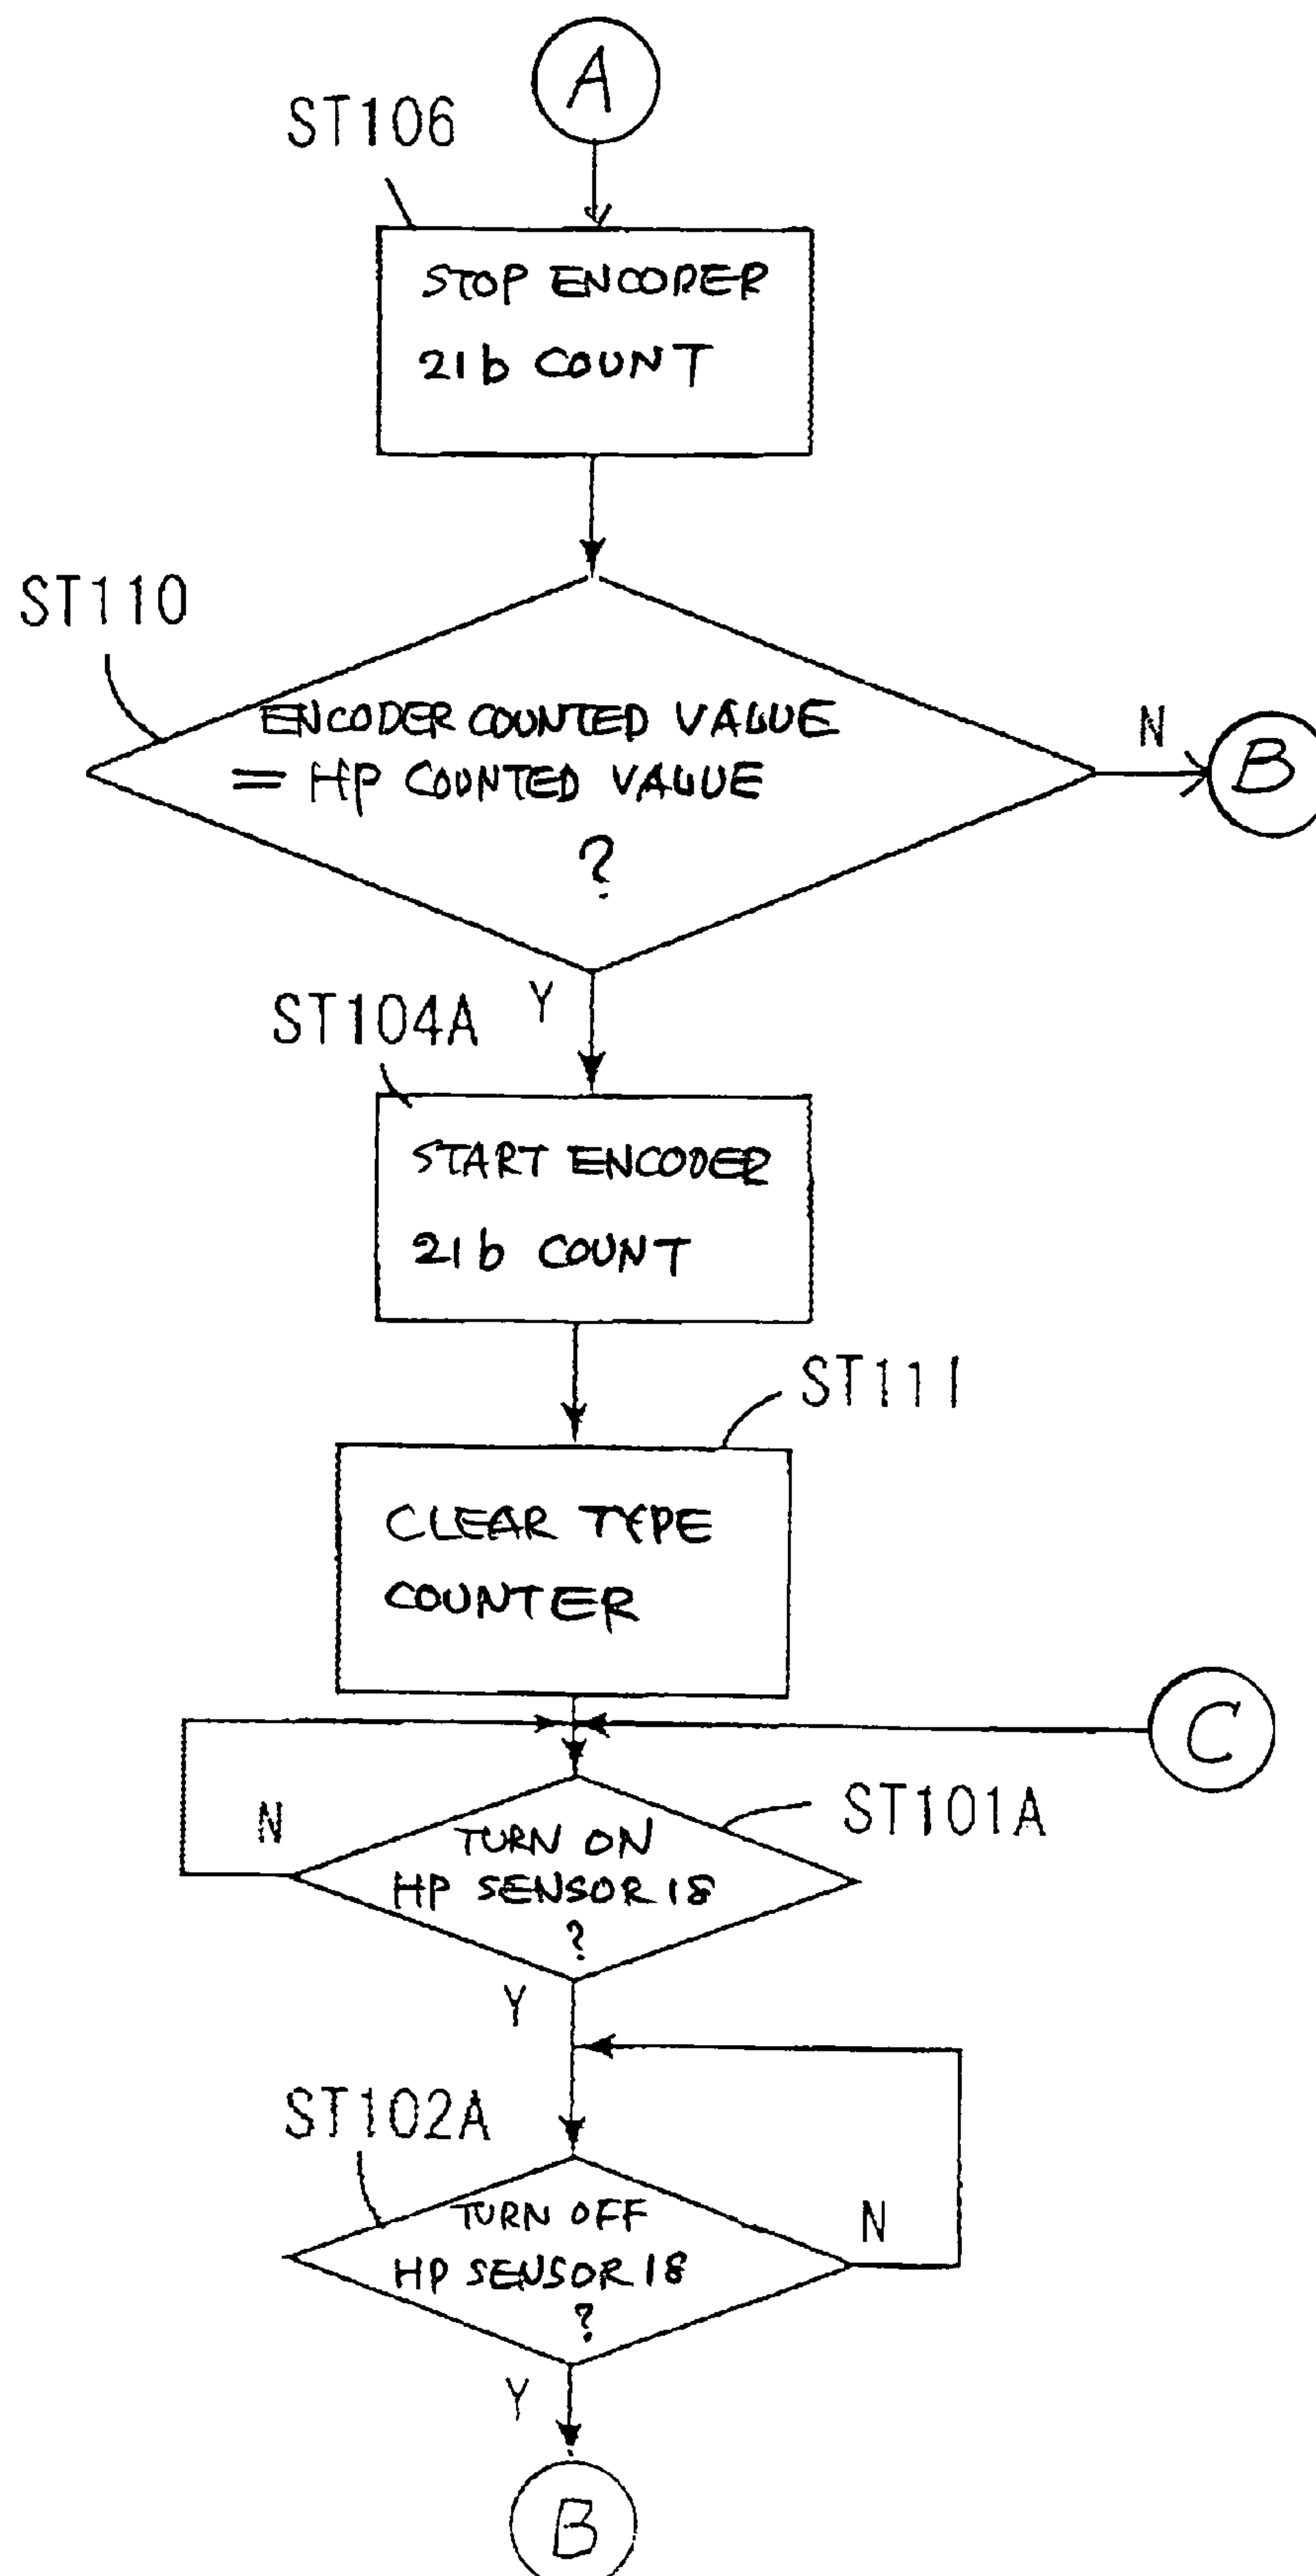 A
ST106
STOP ENCODER
21b COUNT
ST110
ENCODER COUNTED VALUE
= HP COUNTED VALUE
?
N
B
Y
ST104A
START ENCODER
21b COUNT
ST111
CLEAR TYPE
COUNTER
C
N
ST101A
TURN ON
HP SENSOR 18
?
Y
ST102A
TURN OFF
HP SENSOR 18
?
N
Y
B